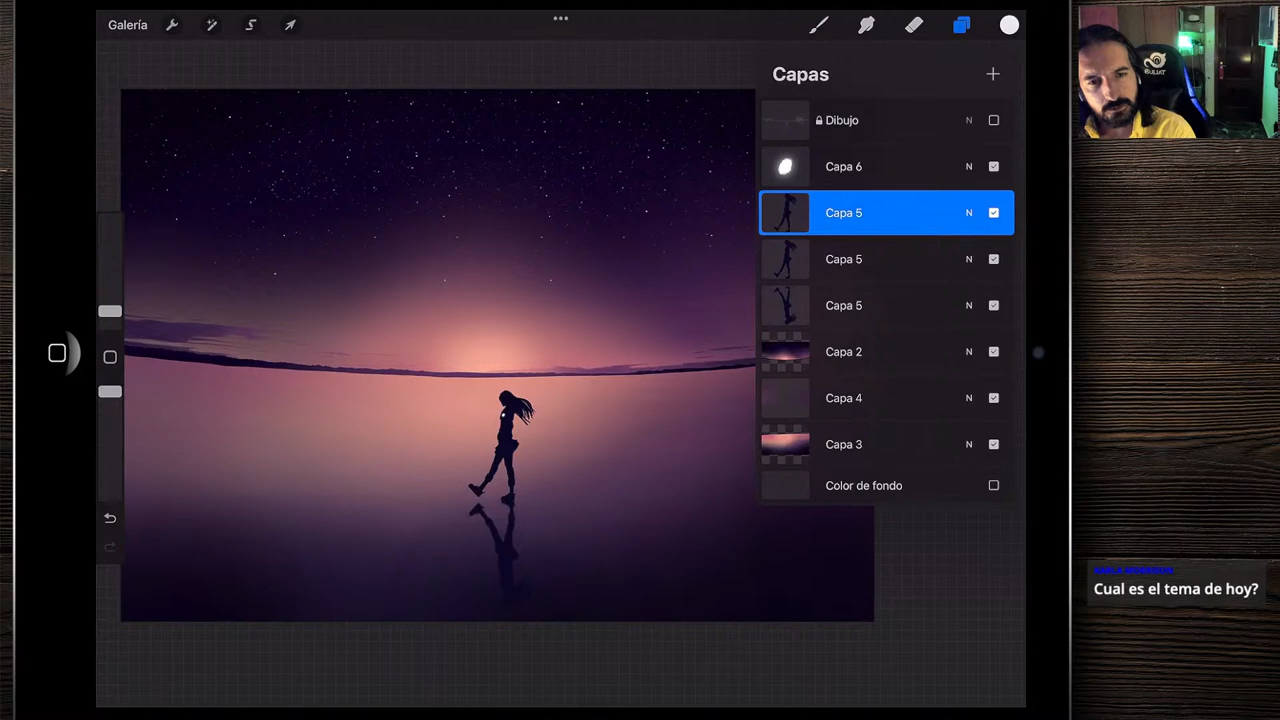 Galería
Capas
Dibujo N
Capa 6 N
Capa 5 N
Capa 5 N
Capa 5 N
Capa 2 N
Capa 4 N
Capa 3 N
Color de fondo
Cual es el tema de hoy?